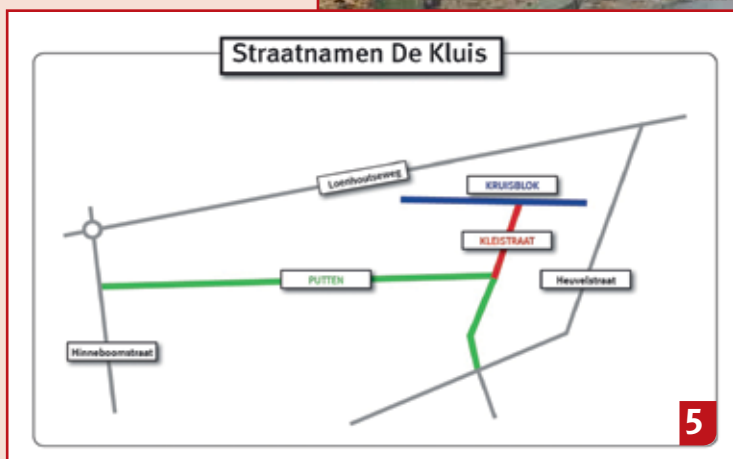 Straatnamen De Kluis
Loenhoutseweg
KRUISBLOK
KLEISTRAAT
PUTTEN
Heuvelstraat
Hinneboomstraat
5